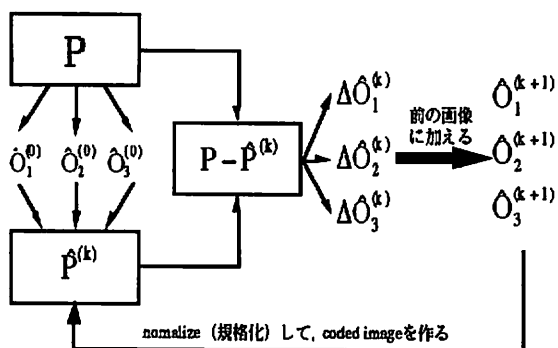 P
Ô₁⁽⁰⁾ Ô₂⁽⁰⁾ Ô₃⁽⁰⁾
P̂⁽ᵏ⁾
P − P̂⁽ᵏ⁾
ΔÔ₁⁽ᵏ⁾
ΔÔ₂⁽ᵏ⁾
ΔÔ₃⁽ᵏ⁾
前の画像
に加える
Ô₁⁽ᵏ⁺¹⁾
Ô₂⁽ᵏ⁺¹⁾
Ô₃⁽ᵏ⁺¹⁾
nomalize（規格化）して, coded imageを作る